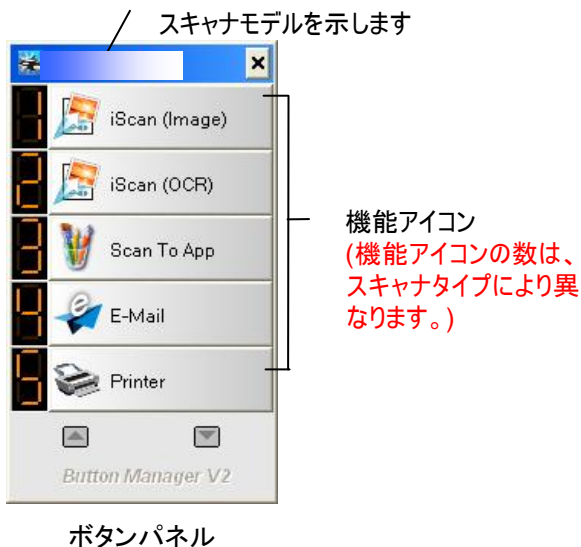 スキャナモデルを示します
1 iScan (Image)
2 iScan (OCR)
3 Scan To App
4 E-Mail
5 Printer
機能アイコン
(機能アイコンの数は、
スキャナタイプにより異
なります。)
Button Manager V2
ボタンパネル